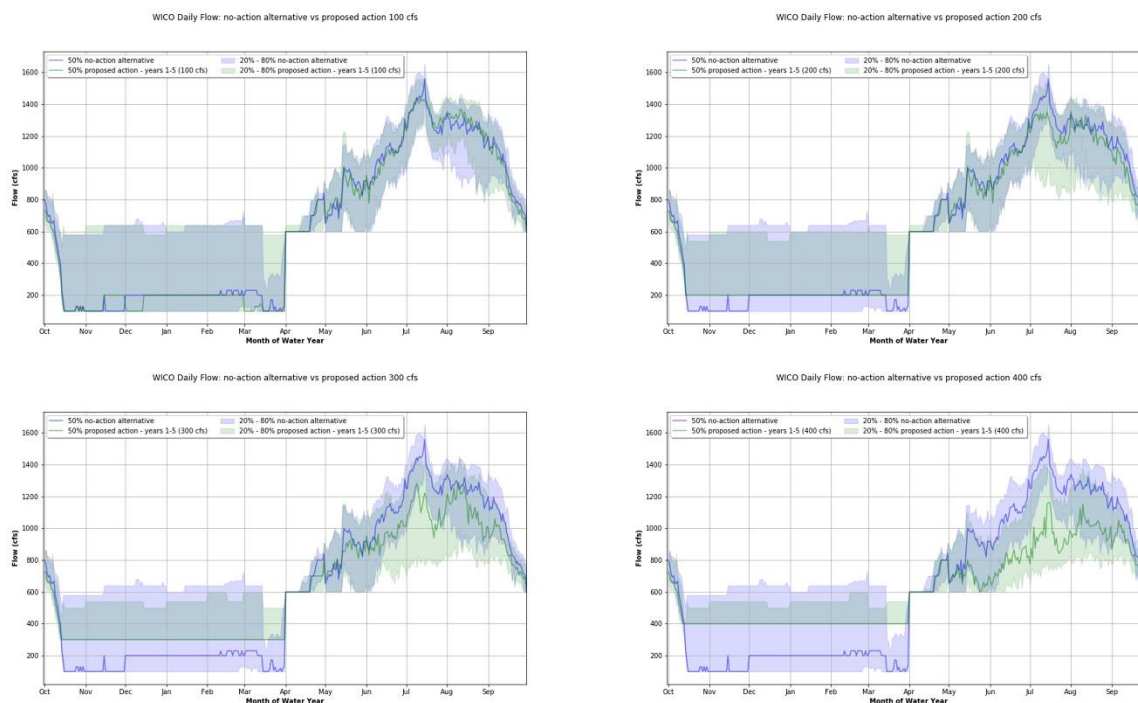 WICO Daily Flow: no-action alternative vs proposed action 100 cfs
50% no-action alternative
50% proposed action - years 1-5 (100 cfs)
20% - 80% no-action alternative
20% - 80% proposed action - years 1-5 (100 cfs)
1600
1400
1200
1000
800
600
400
200
Flow (cfs)
Oct Nov Dec Jan Feb Mar Apr May Jun Jul Aug Sep
Month of Water Year
WICO Daily Flow: no-action alternative vs proposed action 200 cfs
50% no-action alternative
50% proposed action - years 1-5 (200 cfs)
20% - 80% no-action alternative
20% - 80% proposed action - years 1-5 (200 cfs)
1600
1400
1200
1000
800
600
400
200
Flow (cfs)
Oct Nov Dec Jan Feb Mar Apr May Jun Jul Aug Sep
Month of Water Year
WICO Daily Flow: no-action alternative vs proposed action 300 cfs
50% no-action alternative
50% proposed action - years 1-5 (300 cfs)
20% - 80% no-action alternative
20% - 80% proposed action - years 1-5 (300 cfs)
1600
1400
1200
1000
800
600
400
200
Flow (cfs)
Oct Nov Dec Jan Feb Mar Apr May Jun Jul Aug Sep
Month of Water Year
WICO Daily Flow: no-action alternative vs proposed action 400 cfs
50% no-action alternative
50% proposed action - years 1-5 (400 cfs)
20% - 80% no-action alternative
20% - 80% proposed action - years 1-5 (400 cfs)
1600
1400
1200
1000
800
600
400
200
Flow (cfs)
Oct Nov Dec Jan Feb Mar Apr May Jun Jul Aug Sep
Month of Water Year